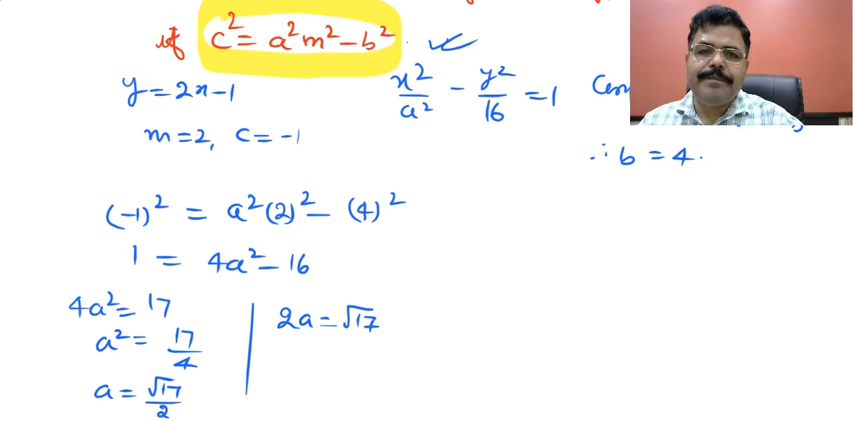 if c² = a²m² – b².
y = 2x – 1
x²/a² – y²/16 = 1
m = 2, c = –1
∴ b = 4.
(–1)² = a²(2)² – (4)²
1 = 4a² – 16
4a² = 17
2a = √17
a² = 17/4
a = √17/2